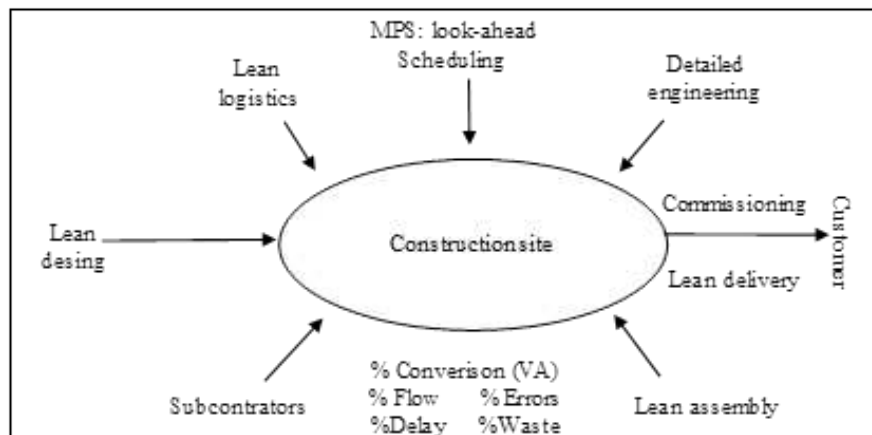 MPS: look-ahead
Scheduling
Lean
logistics
Detailed
engineering
Lean
desing
Constructionsite
Commissioning
Lean delivery
Customer
Subcontrators
% Converison (VA)
% Flow % Errors
%Delay %Waste
Lean assembly